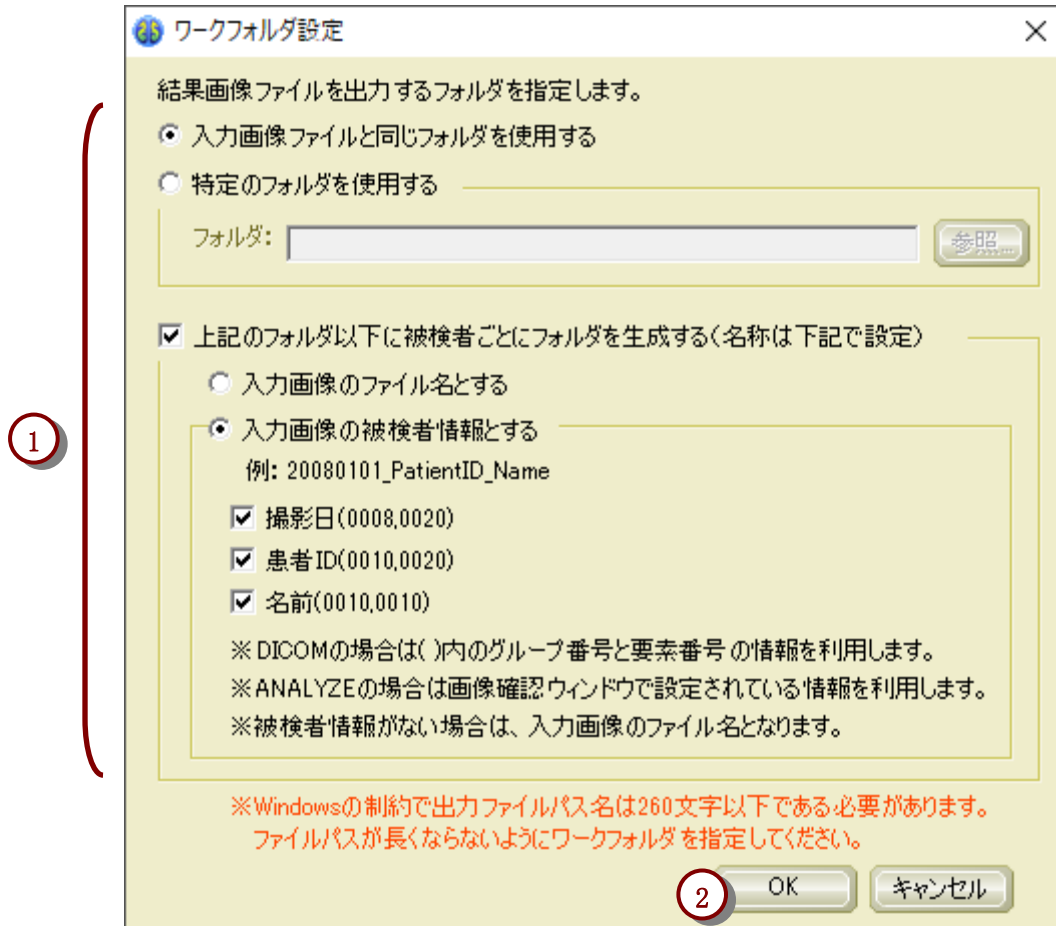 ワークフォルダ設定
結果画像ファイルを出力するフォルダを指定します。
入力画像ファイルと同じフォルダを使用する
特定のフォルダを使用する
フォルダ:
参照...
上記のフォルダ以下に被検者ごとにフォルダを生成する(名称は下記で設定)
入力画像のファイル名とする
1
入力画像の被検者情報とする
例: 20080101_PatientID_Name
撮影日(0008,0020)
患者ID(0010,0020)
名前(0010,0010)
※DICOMの場合は( )内のグループ番号と要素番号の情報を利用します。
※ANALYZEの場合は画像確認ウィンドウで設定されている情報を利用します。
※被検者情報がない場合は、入力画像のファイル名となります。
※Windowsの制約で出力ファイルパス名は260文字以下である必要があります。
ファイルパスが長くならないようにワークフォルダを指定してください。
2
OK
キャンセル